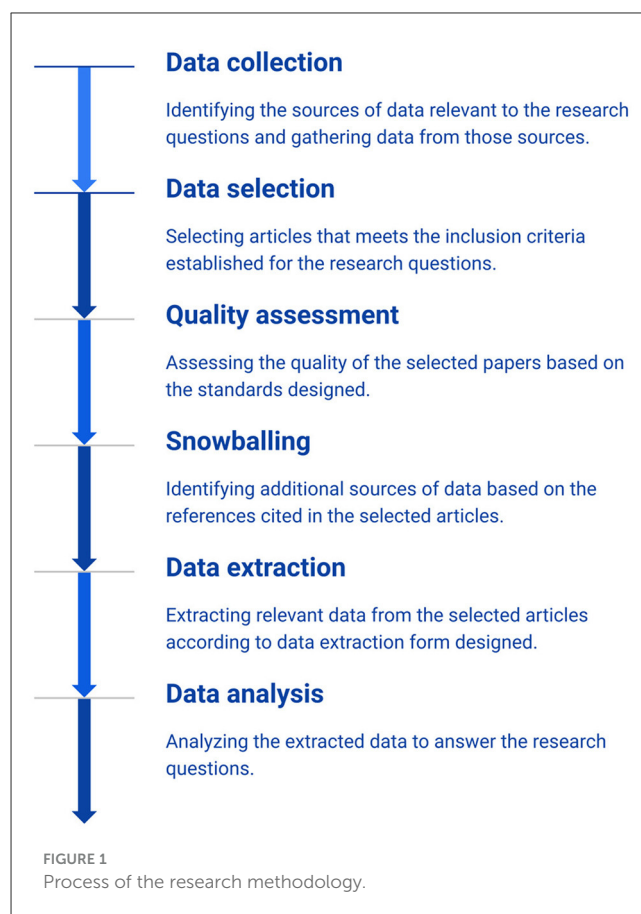 Data collection
Identifying the sources of data relevant to the research
questions and gathering data from those sources.
Data selection
Selecting articles that meets the inclusion criteria
established for the research questions.
Quality assessment
Assessing the quality of the selected papers based on
the standards designed.
Snowballing
Identifying additional sources of data based on the
references cited in the selected articles.
Data extraction
Extracting relevant data from the selected articles
according to data extraction form designed.
Data analysis
Analyzing the extracted data to answer the research
questions.
FIGURE 1
Process of the research methodology.